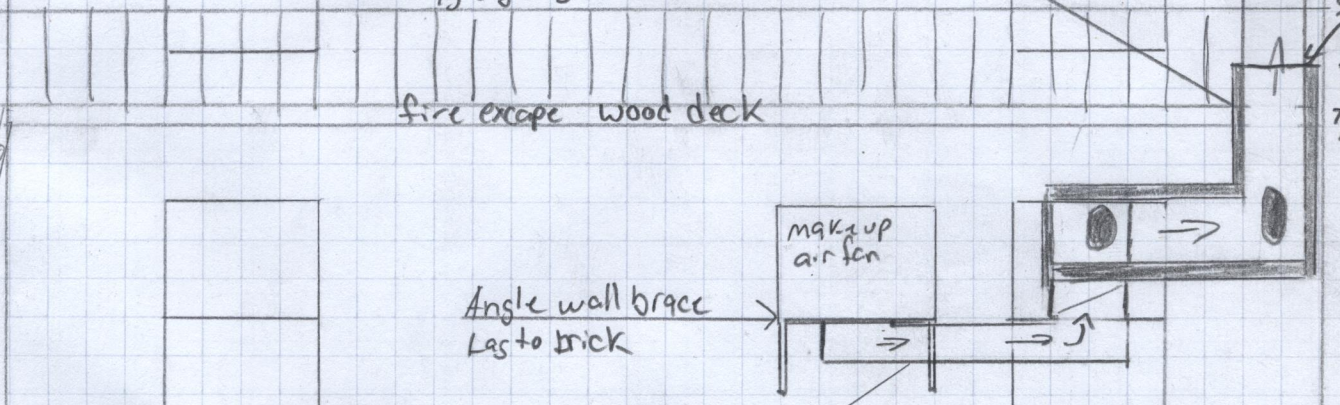 fire excape wood deck
make up
air fan
Angle wall brace
Lag to brick